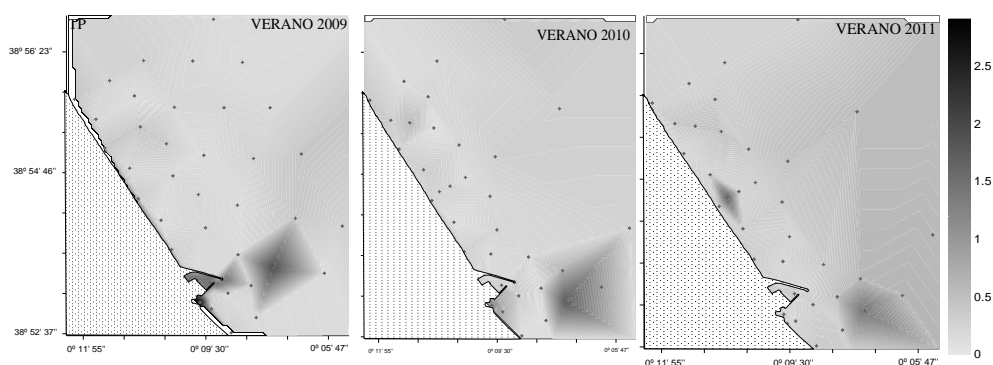 TP
VERANO 2009
VERANO 2010
VERANO 2011
38º 56' 23"
38º 54' 46"
38º 52' 37"
0º 11' 55"
0º 09' 30"
0º 05' 47"
0º 11' 55"
0º 09' 30"
0º 05' 47"
0º 11' 55"
0º 09' 30"
0º 05' 47"
2.5
2
1.5
1
0.5
0